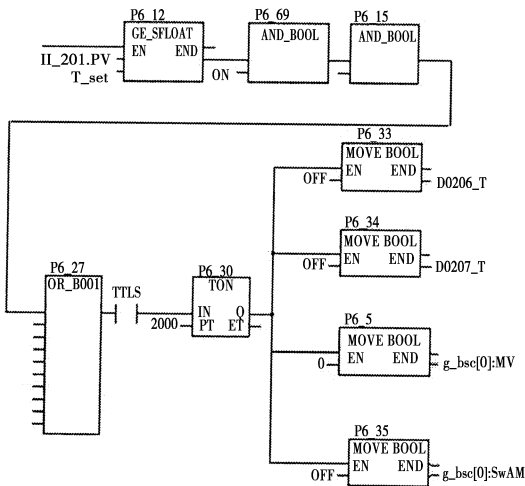 P6_12
GE_SFLOAT
EN END
II_201.PV
T_set
P6_69
AND_BOOL
ON
P6_15
AND_BOOL
P6_33
MOVE BOOL
EN END
OFF
D0206_T
P6_34
MOVE BOOL
EN END
OFF
D0207_T
P6_27
OR_B001
TTLS
P6_30
TON
IN Q
2000 PT ET
P6_5
MOVE BOOL
EN END
0
g_bsc[0]:MV
P6_35
MOVE BOOL
EN END
OFF
g_bsc[0]:SwAM